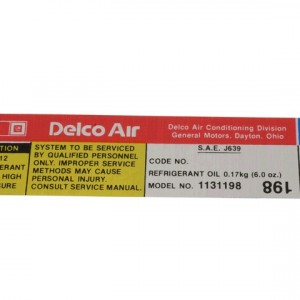 Delco Air
Delco Air Conditioning Division
General Motors, Dayton, Ohio
TION
12
ERANT
HIGH
SURE
SYSTEM TO BE SERVICED
BY QUALIFIED PERSONNEL
ONLY. IMPROPER SERVICE
METHODS MAY CAUSE
PERSONAL INJURY.
CONSULT SERVICE MANUAL.
S.A.E. J639
CODE NO.
REFRIGERANT OIL 0.17kg (6.0 oz.)
MODEL NO. 1131198
198